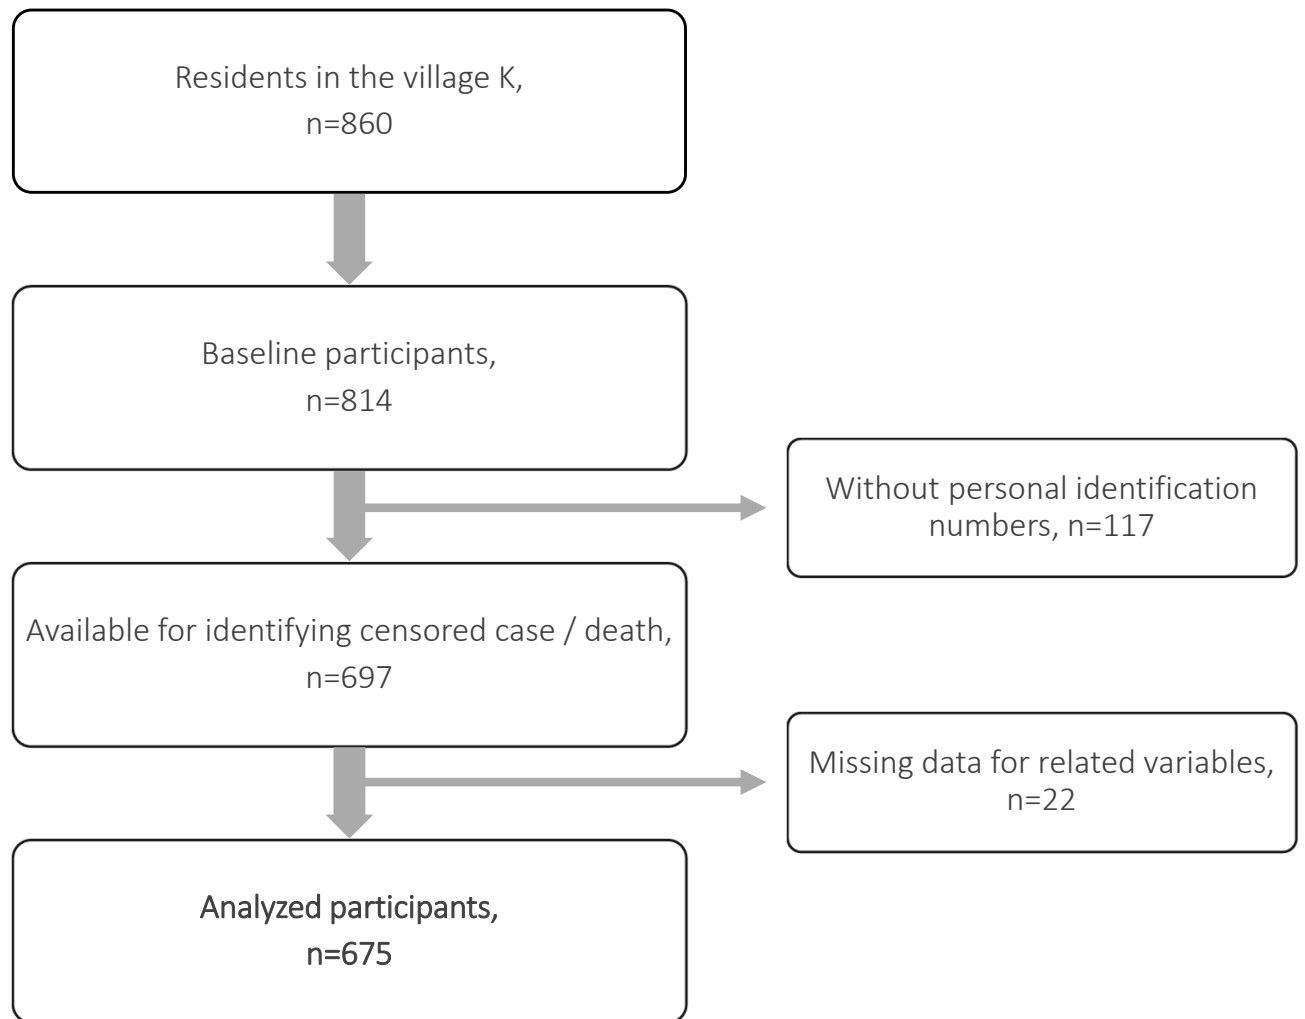 Residents in the village K,
n=860
Baseline participants,
n=814
Without personal identification
numbers, n=117
Available for identifying censored case / death,
n=697
Missing data for related variables,
n=22
Analyzed participants,
n=675